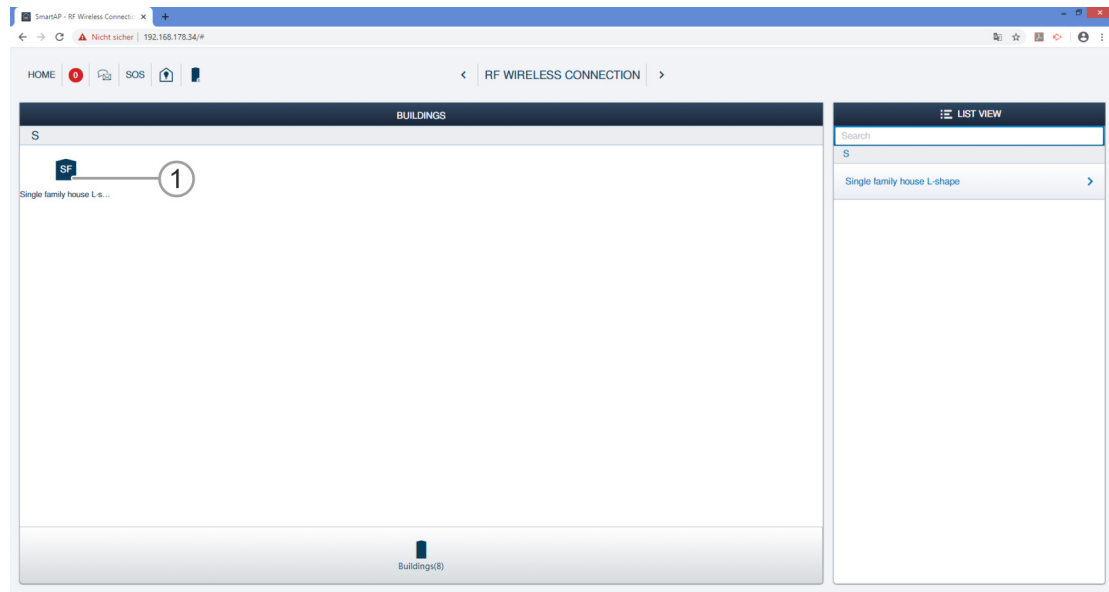 SmartAP - RF Wireless Connectio
Nicht sicher | 192.168.178.34/#
HOME 0 SOS
RF WIRELESS CONNECTION
BUILDINGS
S
SF
1
Single family house L-s...
Buildings(8)
LIST VIEW
Search
S
Single family house L-shape